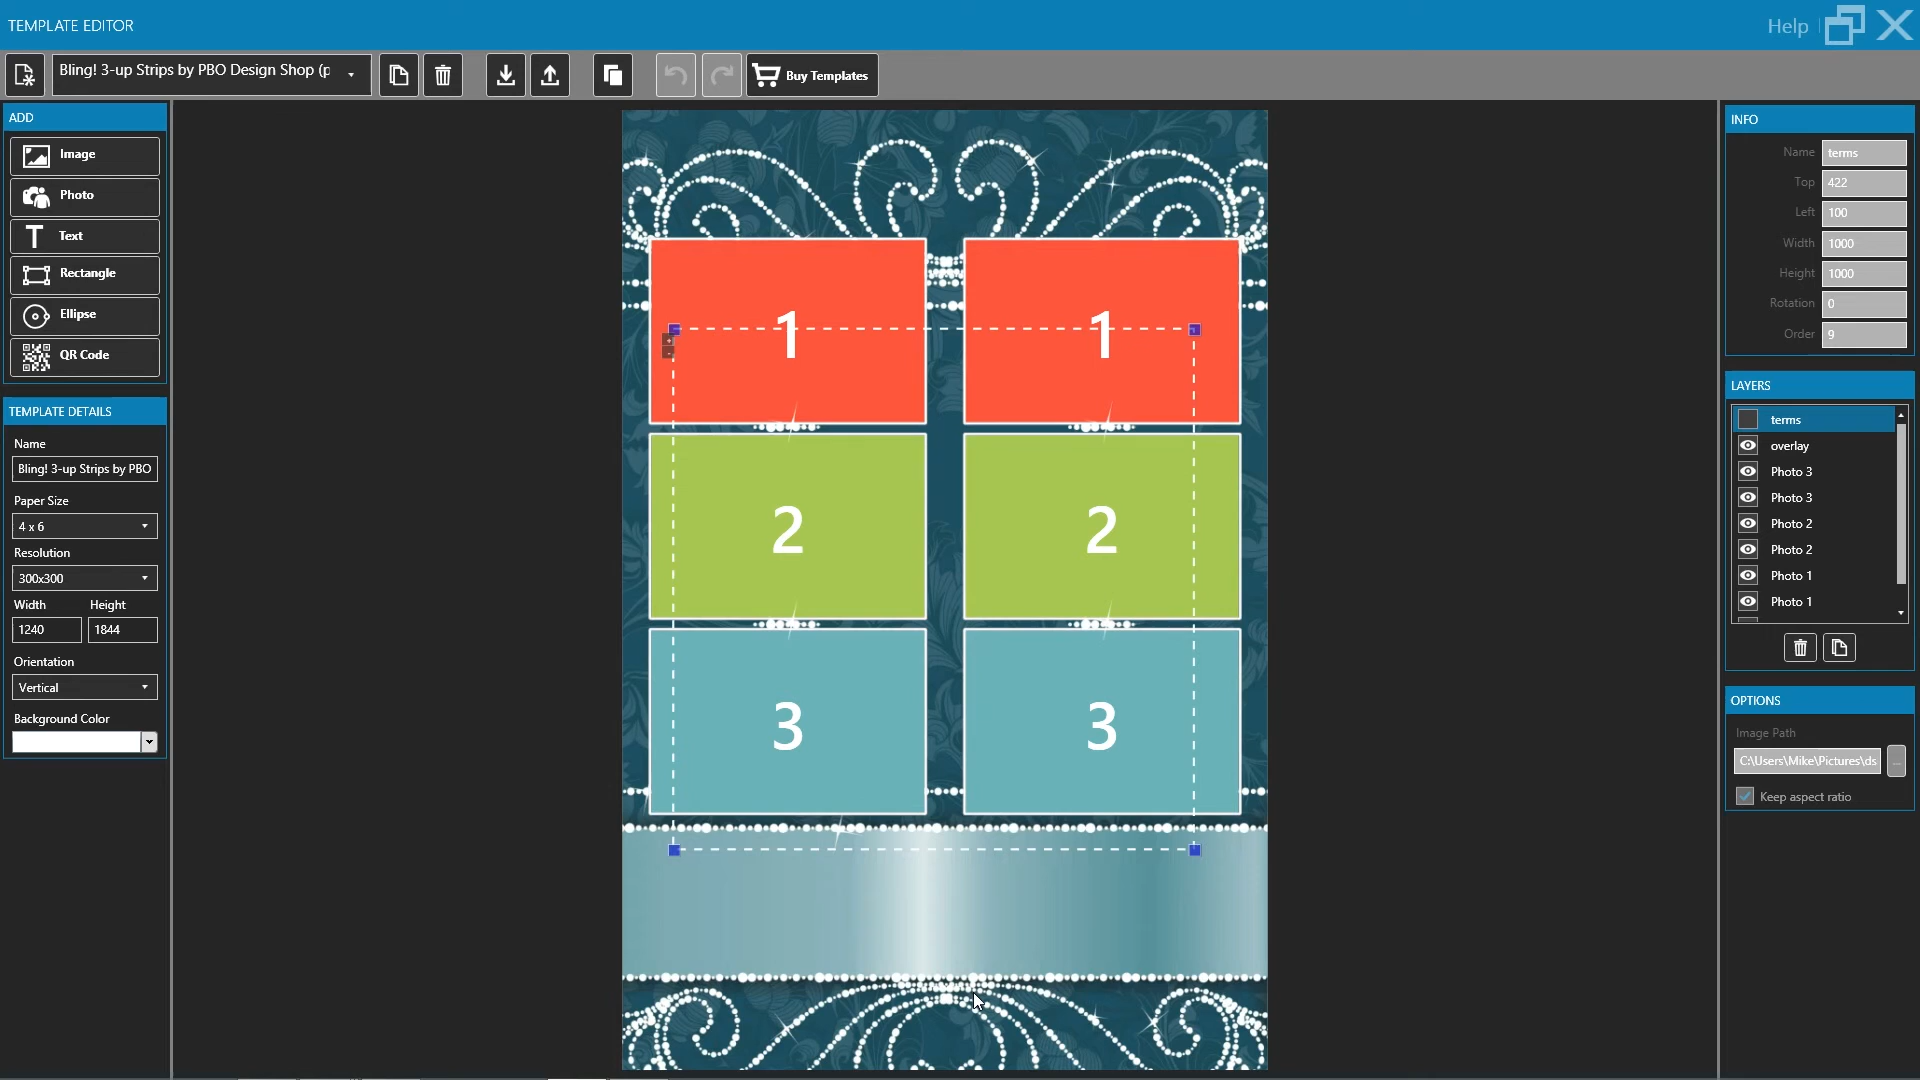 TEMPLATE EDITOR
Help
Bling! 3-up Strips by PBO Design Shop (p
Buy Templates
ADD
Image
Photo
Text
Rectangle
Ellipse
QR Code
TEMPLATE DETAILS
Name
Bling! 3-up Strips by PBO
Paper Size
4 x 6
Resolution
300x300
Width Height
1240 1844
Orientation
Vertical
Background Color
1 1
2 2
3 3
INFO
Name terms
Top 422
Left 100
Width 1000
Height 1000
Rotation 0
Order 9
LAYERS
terms
overlay
Photo 3
Photo 3
Photo 2
Photo 2
Photo 1
Photo 1
OPTIONS
Image Path
C:\Users\Mike\Pictures\ds
...
Keep aspect ratio